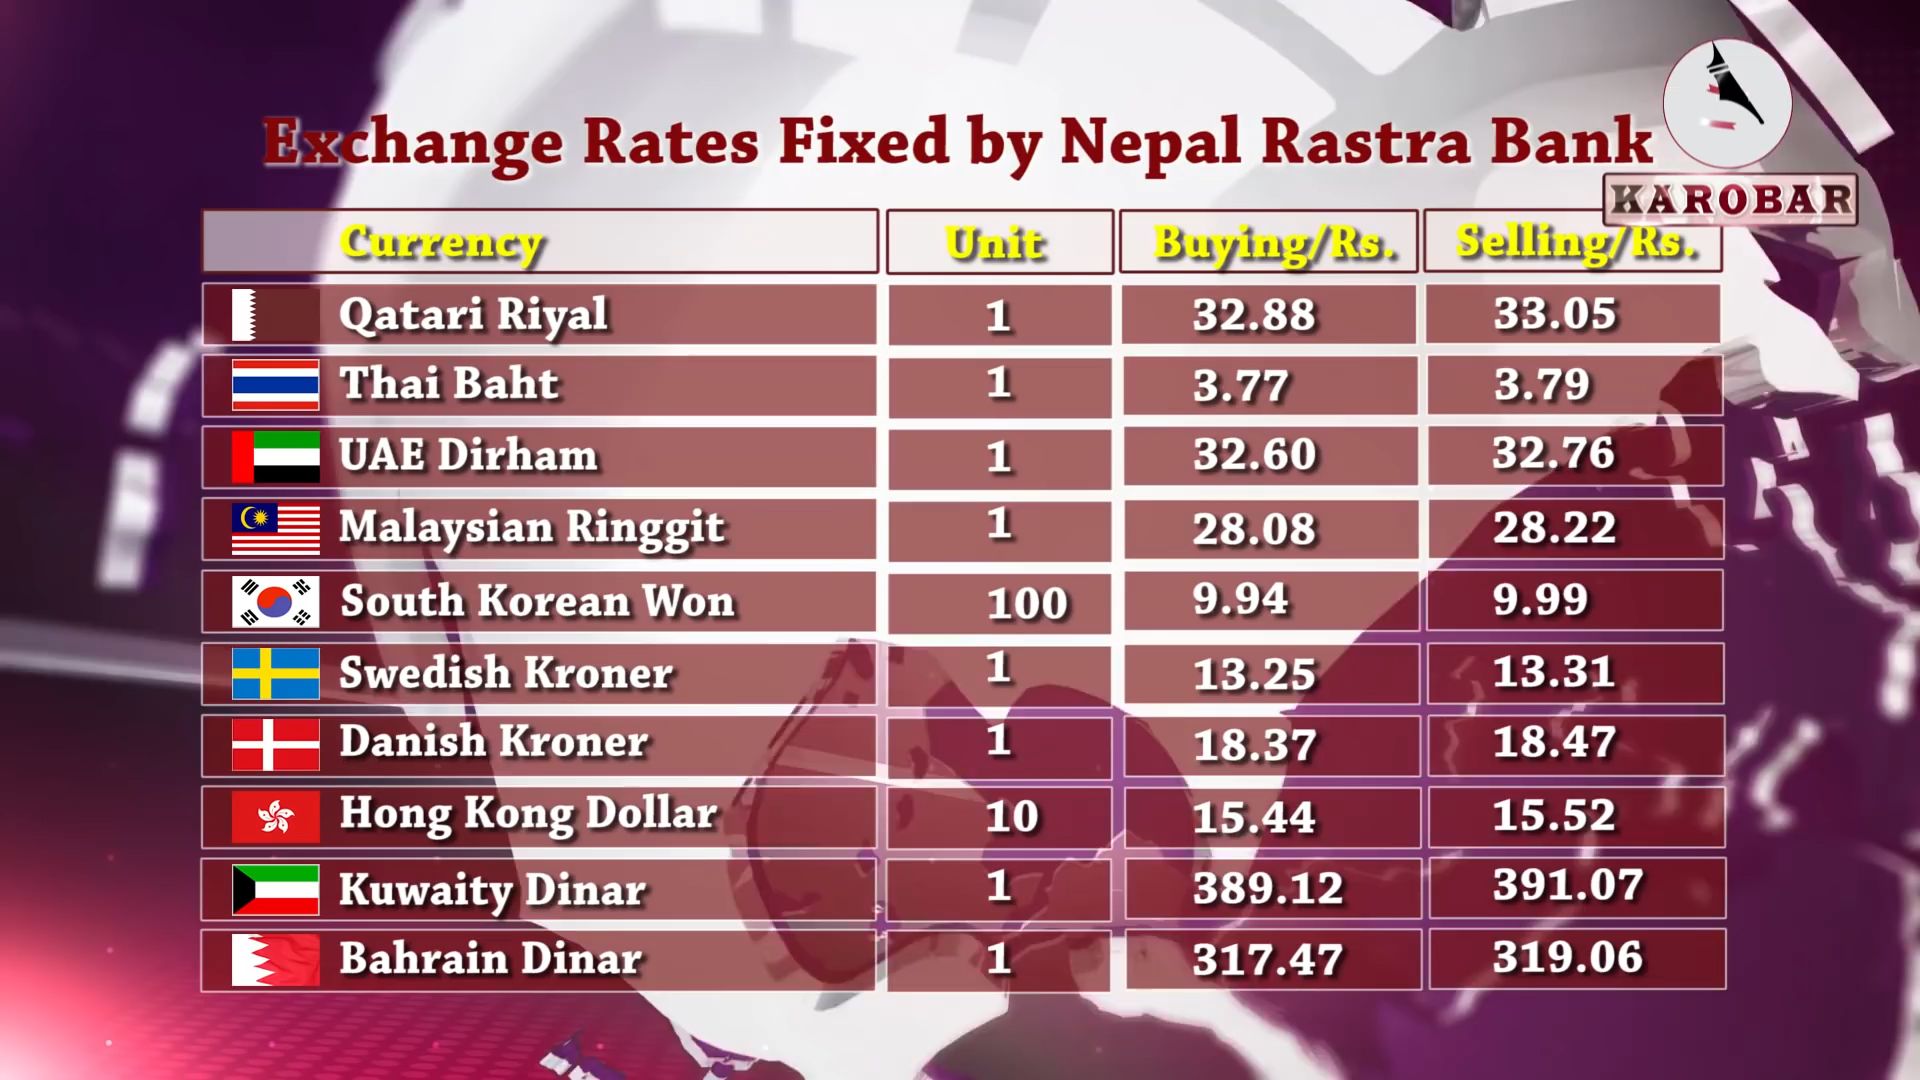 Exchange Rates Fixed by Nepal Rastra Bank
KAROBAR
Currency Unit Buying/Rs. Selling/Rs.
Qatari Riyal 1 32.88 33.05
Thai Baht 1 3.77 3.79
UAE Dirham 1 32.60 32.76
Malaysian Ringgit 1 28.08 28.22
South Korean Won 100 9.94 9.99
Swedish Kroner 1 13.25 13.31
Danish Kroner 1 18.37 18.47
Hong Kong Dollar 10 15.44 15.52
Kuwaity Dinar 1 389.12 391.07
Bahrain Dinar 1 317.47 319.06